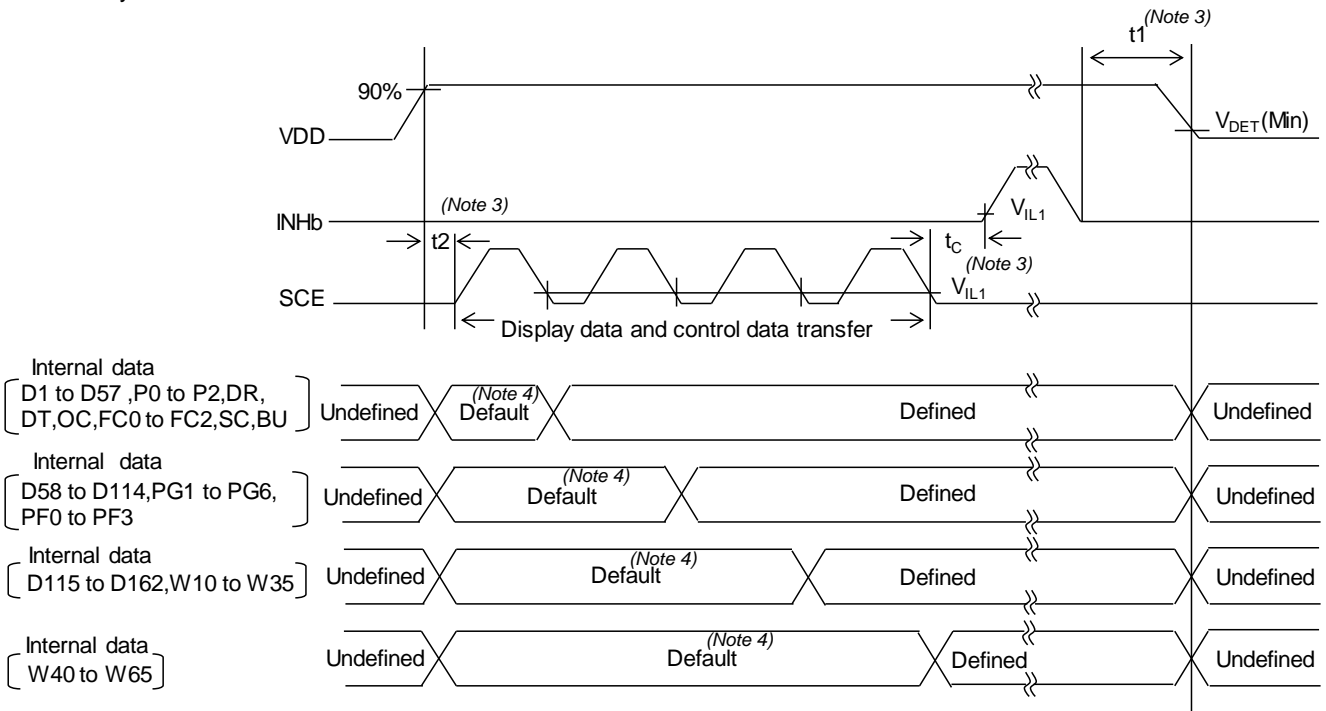 (Note 3)
t1
90%
VDD
VDET(Min)
INHb
(Note 3)
VIL1
t2
tC
(Note 3)
SCE
VIL1
Display data and control data transfer
Internal data
D1 to D57 ,P0 to P2,DR,
DT,OC,FC0 to FC2,SC,BU
Undefined
(Note 4)
Default
Defined
Undefined
Internal data
D58 to D114,PG1 to PG6,
PF0 to PF3
Undefined
(Note 4)
Default
Defined
Undefined
Internal data
D115 to D162,W10 to W35
Undefined
(Note 4)
Default
Defined
Undefined
Internal data
W40 to W65
Undefined
(Note 4)
Default
Defined
Undefined